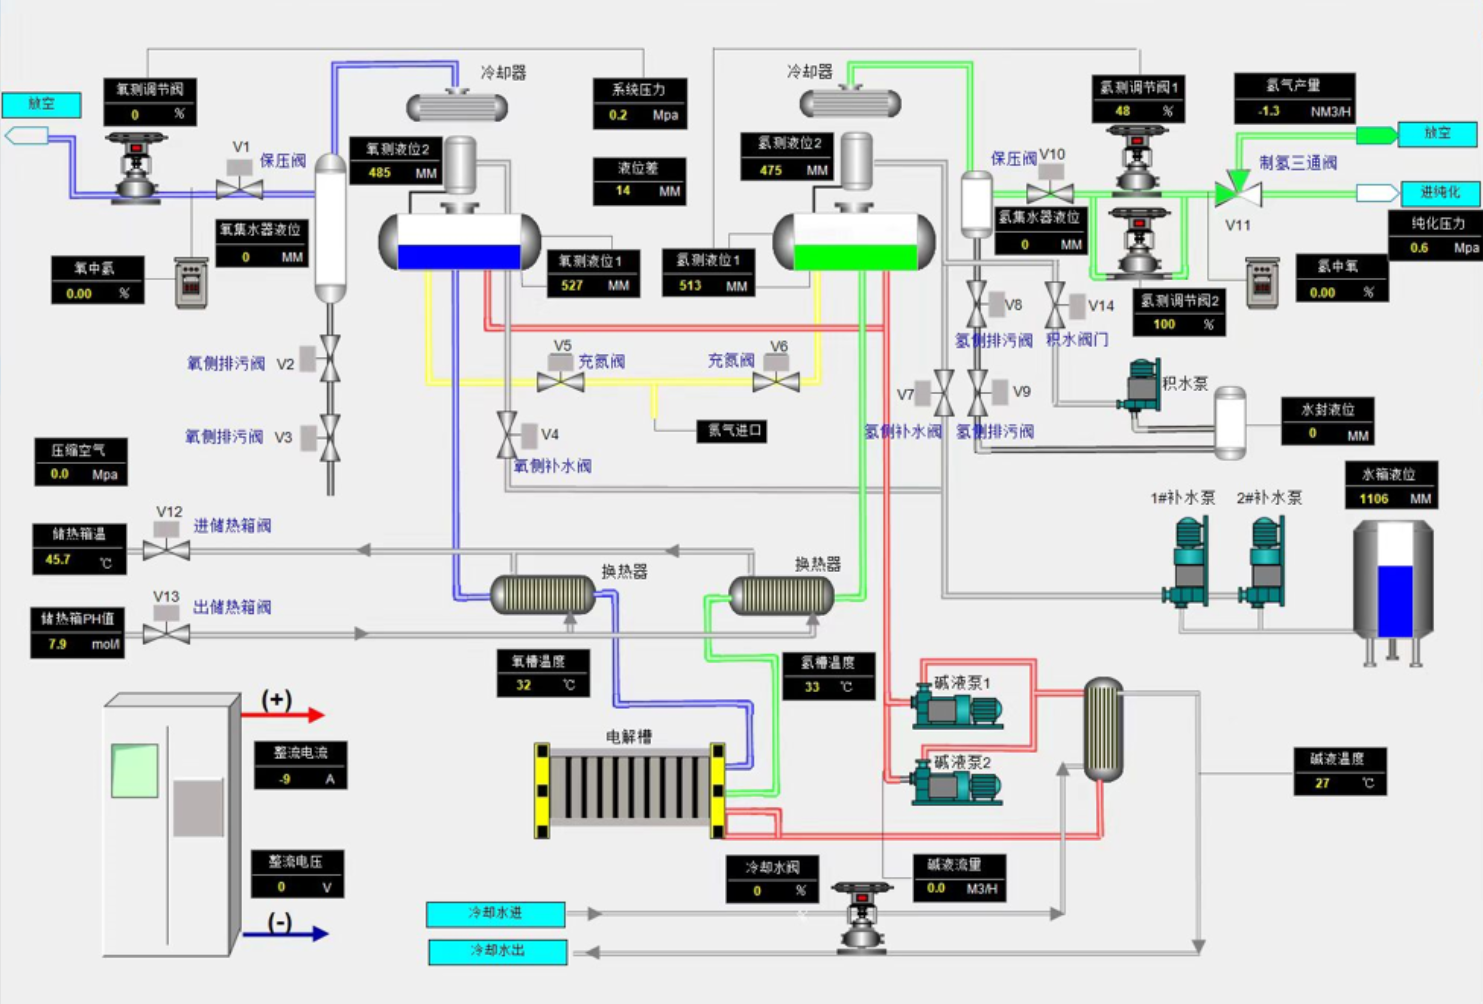 冷却器
冷却器
氧测调节阀
0 %
系统压力
0.2 Mpa
氢测调节阀1
48 %
氢气产量
-1.3 NM3/H
放空
放空
V1
保压阀
氧测液位2
485 MM
液位差
14 MM
氢测液位2
475 MM
保压阀
V10
制氢三通阀
进纯化
V11
纯化压力
0.6 Mpa
氧集水器液位
0 MM
氢集水器液位
0 MM
氧中氢
0.00 %
氧测液位1
527 MM
氢测液位1
513 MM
氢中氧
0.00 %
氢测调节阀2
100 %
V8
V14
氢侧排污阀
积水阀门
氧侧排污阀
V2
V5
充氮阀
充氮阀
V6
积水泵
V7
V9
水封液位
0 MM
氮气进口
氢侧补水阀
氢侧排污阀
氧侧排污阀
V3
V4
氧侧补水阀
压缩空气
0.0 Mpa
水箱液位
1106 MM
1#补水泵
2#补水泵
V12
进储热箱阀
储热箱温
45.7 ℃
换热器
换热器
V13
出储热箱阀
储热箱PH值
7.9 mol/l
氧槽温度
32 ℃
氢槽温度
33 ℃
碱液泵1
(+)
整流电流
-9 A
电解槽
碱液泵2
碱液温度
27 ℃
整流电压
0 V
冷却水阀
0 %
碱液流量
0.0 M3/H
(-)
冷却水进
冷却水出